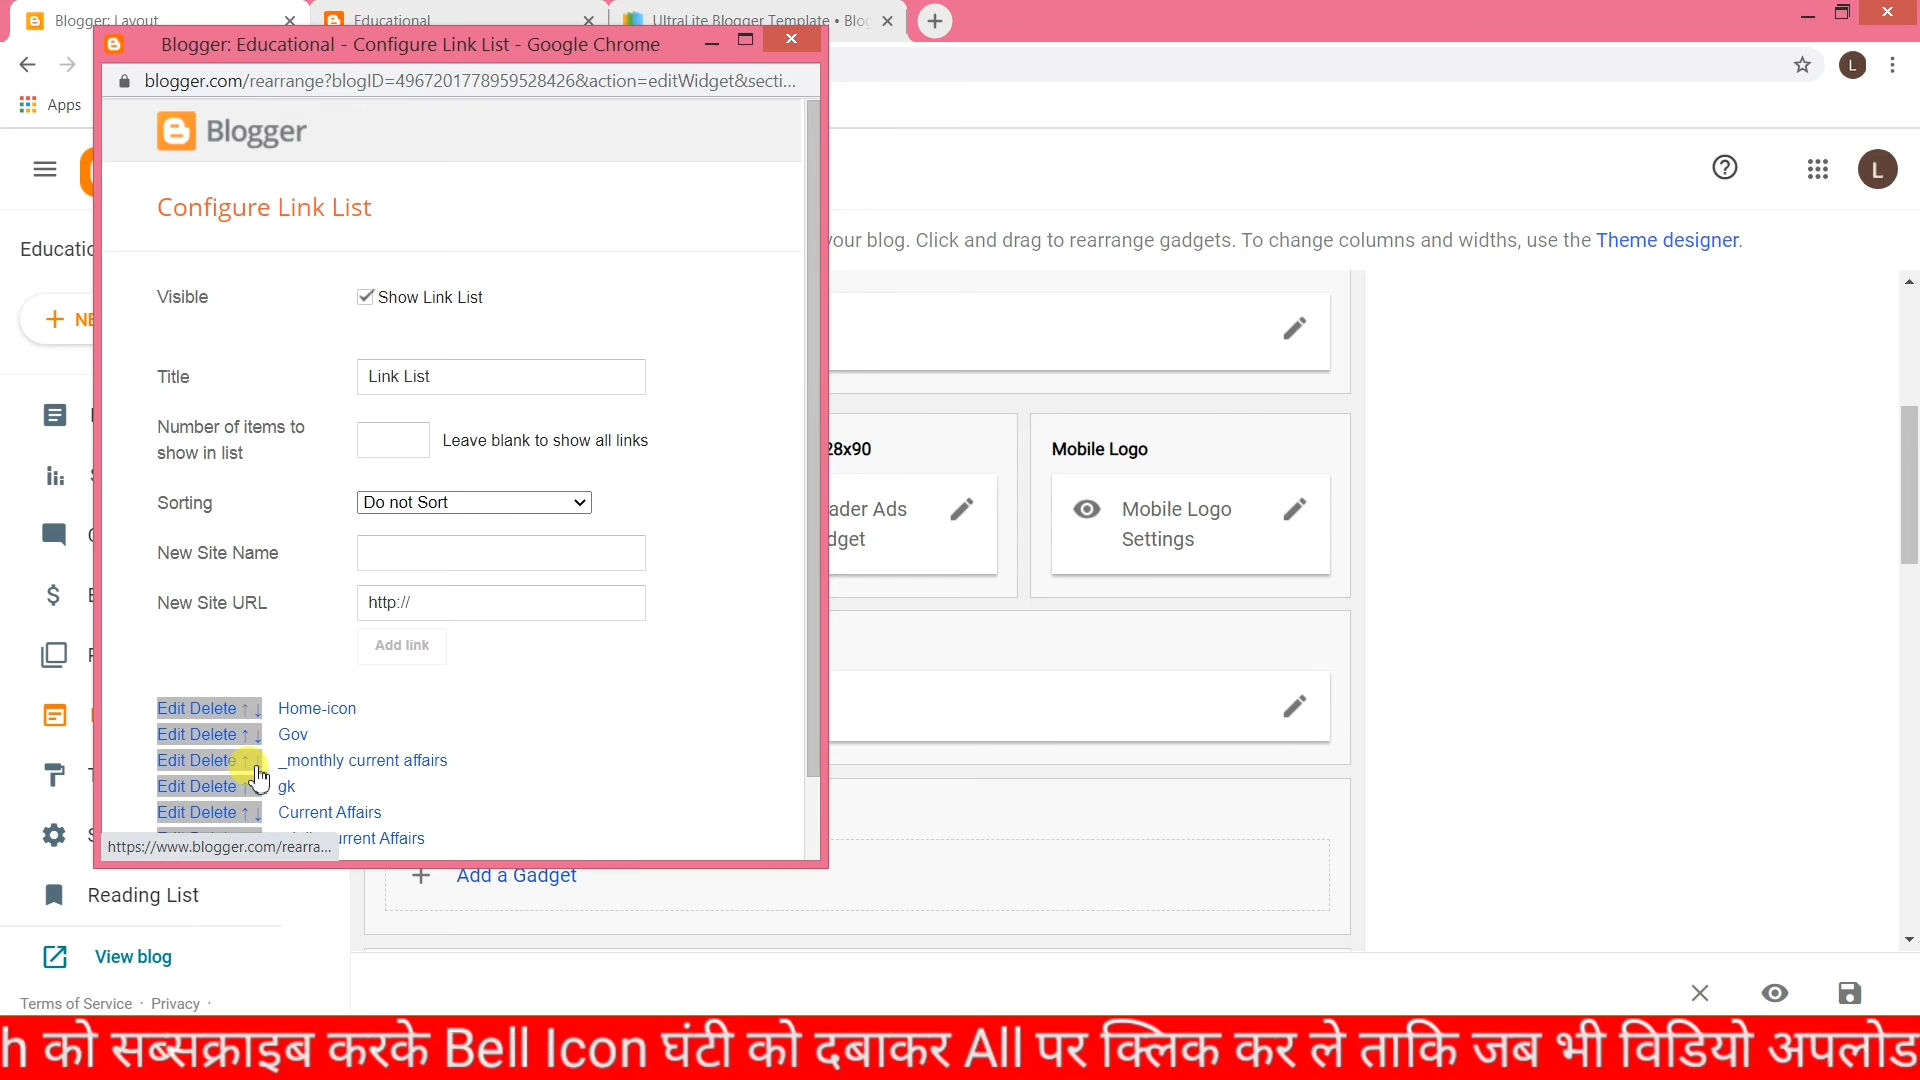 Blogger: Layout
Educational
UltraLite Blogger Template • Blo
Blogger: Educational - Configure Link List - Google Chrome
blogger.com/rearrange?blogID=4967201778959528426&action=editWidget&secti...
L
Apps
Blogger
L
Configure Link List
Educatio
your blog. Click and drag to rearrange gadgets. To change columns and widths, use the Theme designer.
Visible
Show Link List
NE
Title
Link List
Number of items to
show in list
Leave blank to show all links
28x90
Mobile Logo
Sorting
Do not Sort
ader Ads
dget
Mobile Logo
Settings
New Site Name
New Site URL
http://
Add link
Edit Delete ↑ ↓ Home-icon
Edit Delete ↑ ↓ Gov
Edit Delete ↑ _monthly current affairs
Edit Delete ↑ gk
Edit Delete ↑ ↓ Current Affairs
urrent Affairs
https://www.blogger.com/rearra...
Add a Gadget
Reading List
View blog
Terms of Service · Privacy ·
h को सब्सक्राइब करके Bell Icon घंटी को दबाकर All पर क्लिक कर ले ताकि जब भी विडियो अपलोड